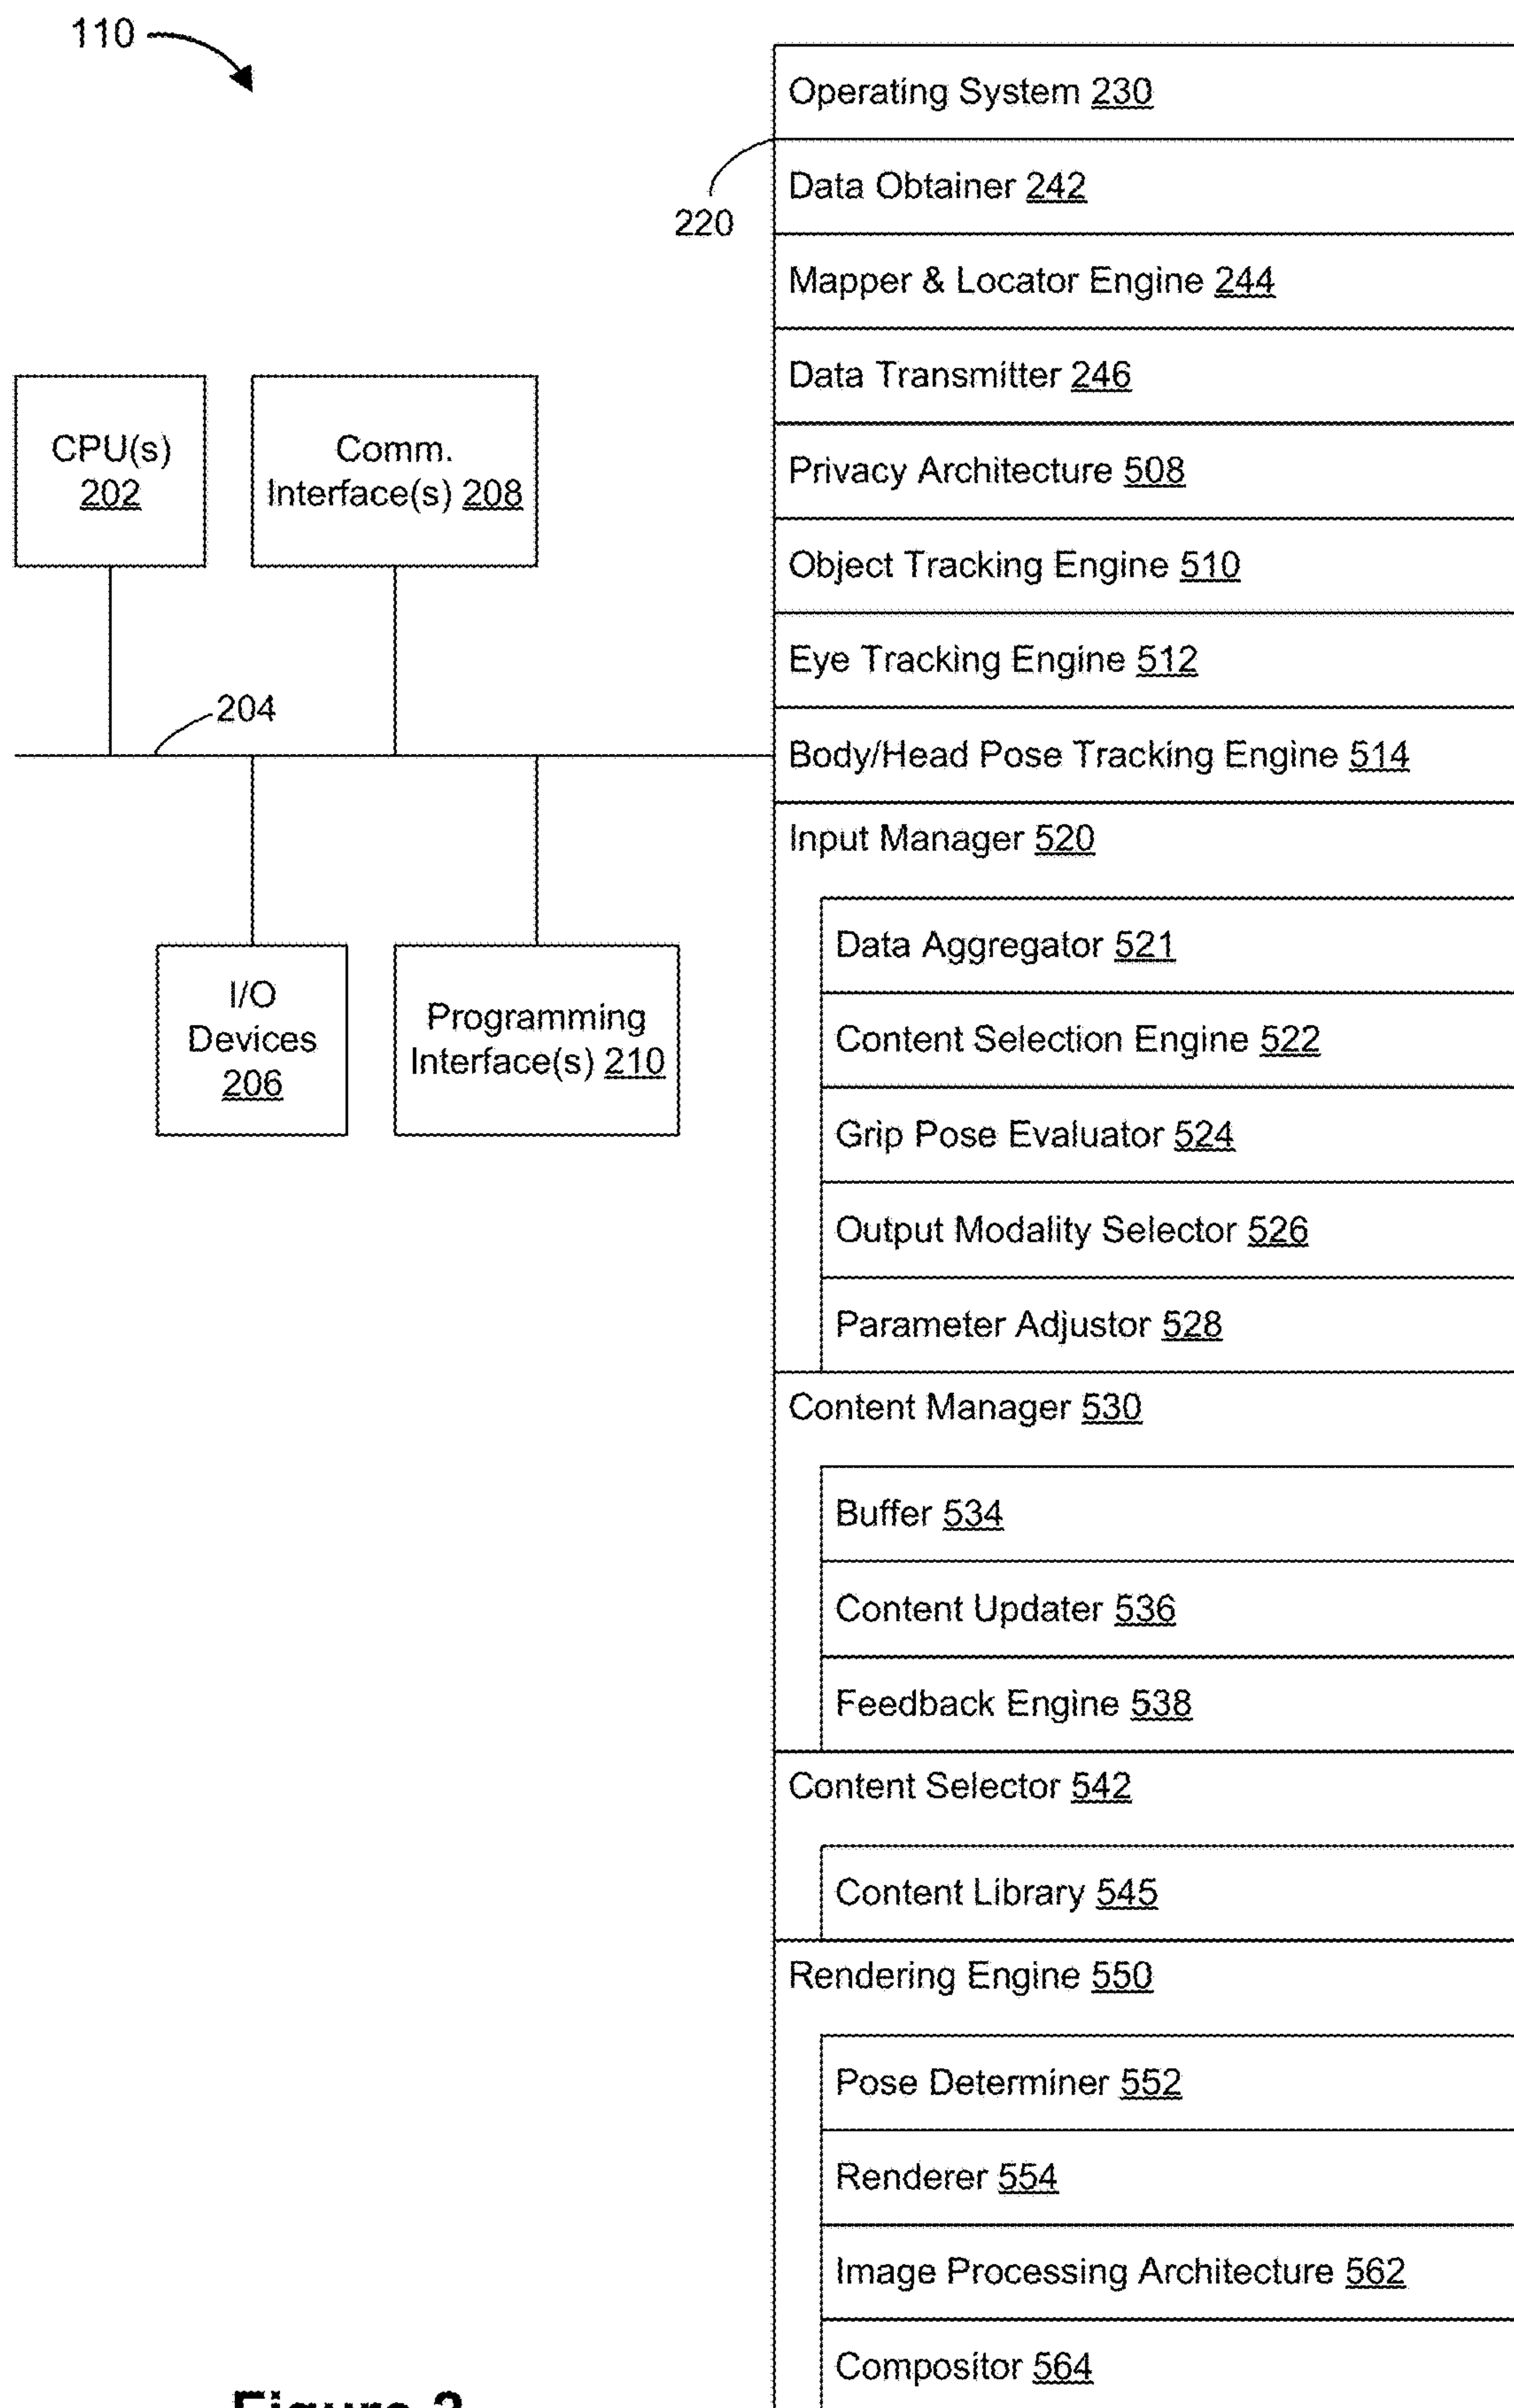 110
Operating System 230
220
Data Obtainer 242
Mapper & Locator Engine 244
Data Transmitter 246
Privacy Architecture 508
Object Tracking Engine 510
Eye Tracking Engine 512
Body/Head Pose Tracking Engine 514
CPU(s)
202
Comm.
Interface(s) 208
204
I/O
Devices
206
Programming
Interface(s) 210
Input Manager 520
Data Aggregator 521
Content Selection Engine 522
Grip Pose Evaluator 524
Output Modality Selector 526
Parameter Adjustor 528
Content Manager 530
Buffer 534
Content Updater 536
Feedback Engine 538
Content Selector 542
Content Library 545
Rendering Engine 550
Pose Determiner 552
Renderer 554
Image Processing Architecture 562
Compositor 564
Figure